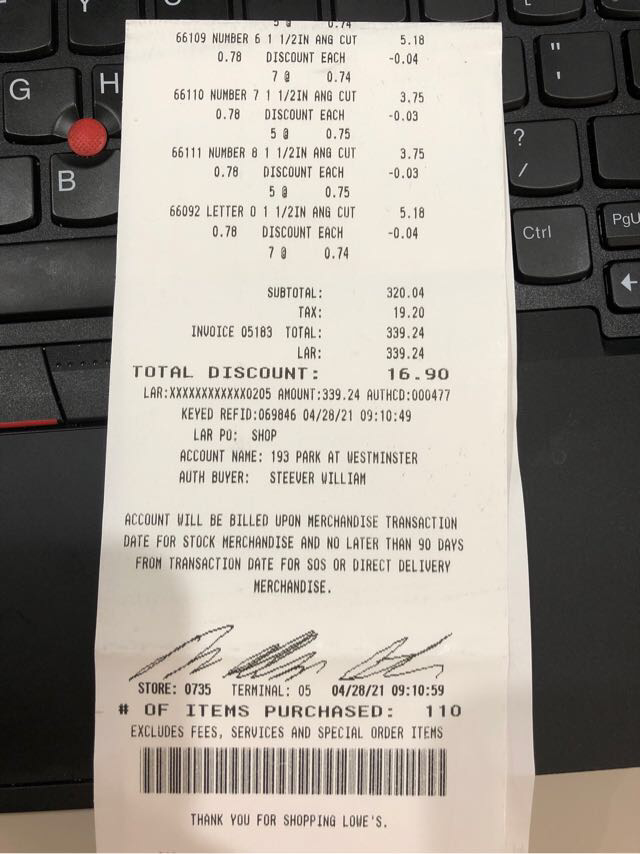 Y
G
H
B
"
'
?
/
Ctrl
PgU
5 @ 0.74
66109 NUMBER 6 1 1/2IN ANG CUT 5.18
0.78 DISCOUNT EACH -0.04
7 @ 0.74
66110 NUMBER 7 1 1/2IN ANG CUT 3.75
0.78 DISCOUNT EACH -0.03
5 @ 0.75
66111 NUMBER 8 1 1/2IN ANG CUT 3.75
0.78 DISCOUNT EACH -0.03
5 @ 0.75
66092 LETTER O 1 1/2IN ANG CUT 5.18
0.78 DISCOUNT EACH -0.04
7 @ 0.74
SUBTOTAL: 320.04
TAX: 19.20
INVOICE 05183 TOTAL: 339.24
LAR: 339.24
TOTAL DISCOUNT: 16.90
LAR:XXXXXXXXXXXX0205 AMOUNT:339.24 AUTHCD:000477
KEYED REFID:069846 04/28/21 09:10:49
LAR PO: SHOP
ACCOUNT NAME: 193 PARK AT WESTMINSTER
AUTH BUYER: STEEVER WILLIAM
ACCOUNT WILL BE BILLED UPON MERCHANDISE TRANSACTION
DATE FOR STOCK MERCHANDISE AND NO LATER THAN 90 DAYS
FROM TRANSACTION DATE FOR SOS OR DIRECT DELIVERY
MERCHANDISE.
STORE: 0735 TERMINAL: 05 04/28/21 09:10:59
# OF ITEMS PURCHASED: 110
EXCLUDES FEES, SERVICES AND SPECIAL ORDER ITEMS
THANK YOU FOR SHOPPING LOWE'S.